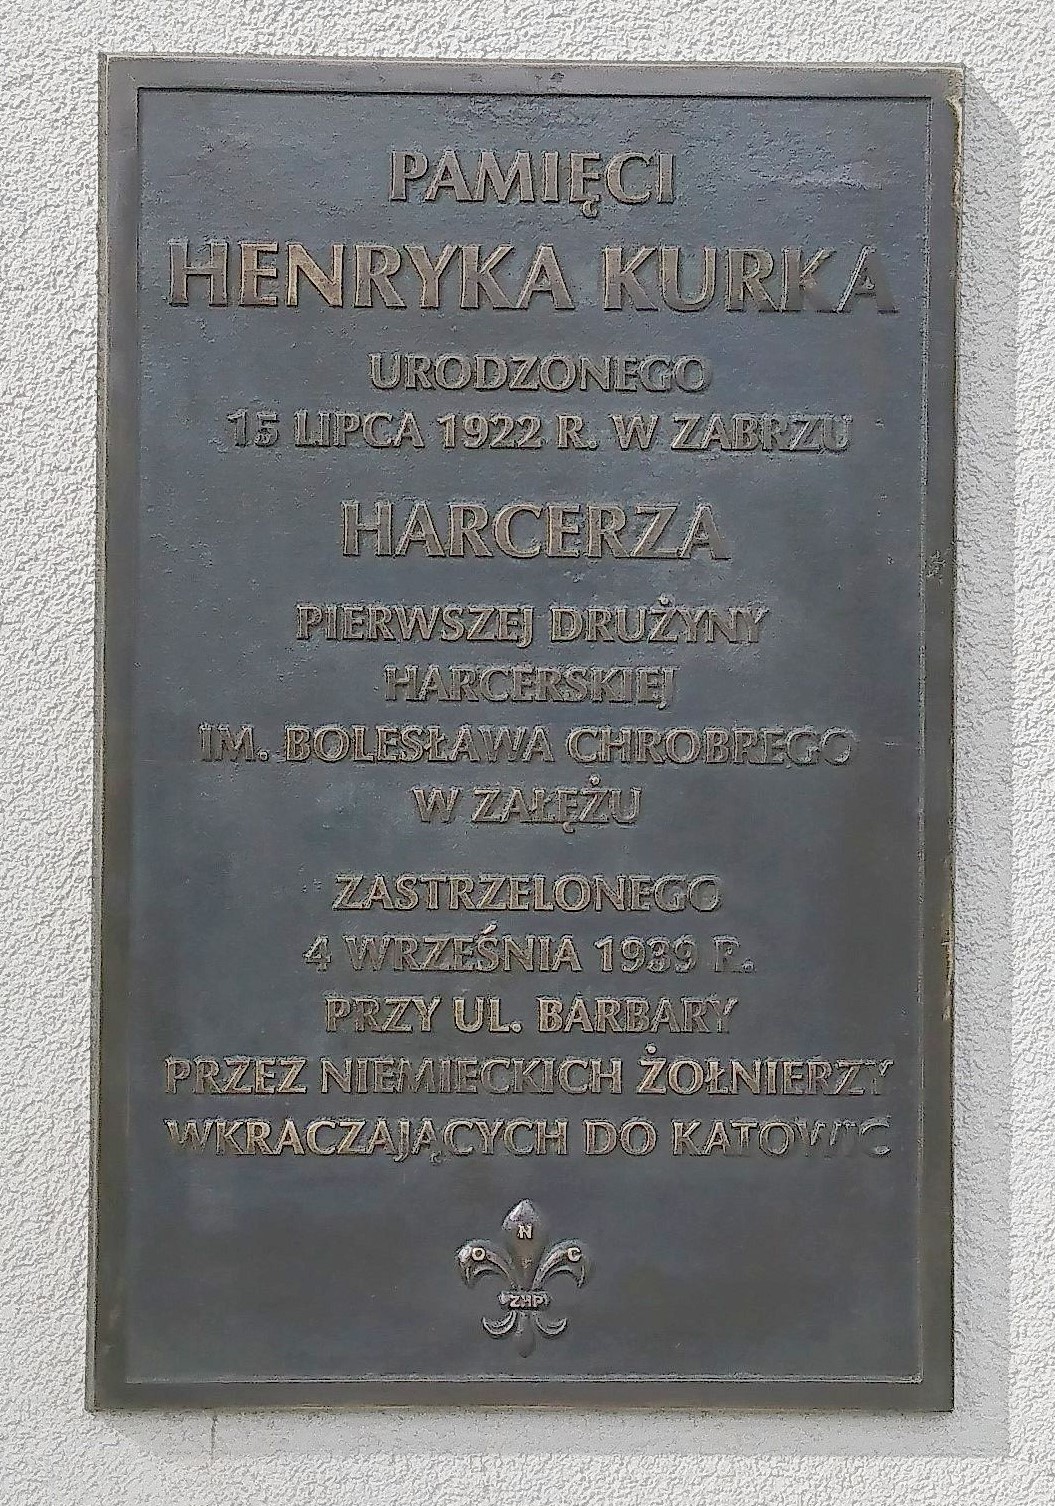 PAMIĘCI
HENRYKA KURKA
URODZONEGO
15 LIPCA 1922 R. W ZABRZU
HARCERZA
PIERWSZEJ DRUŻYNY
HARCERSKIEJ
IM. BOLESŁAWA CHROBREGO
W ZAŁĘŻU
ZASTRZELONEGO
4 WRZEŚNIA 1939 R.
PRZY UL. BARBARY
PRZEZ NIEMIECKICH ŻOŁNIERZY
WKRACZAJĄCYCH DO KATOWIC
N
O C
ZHP